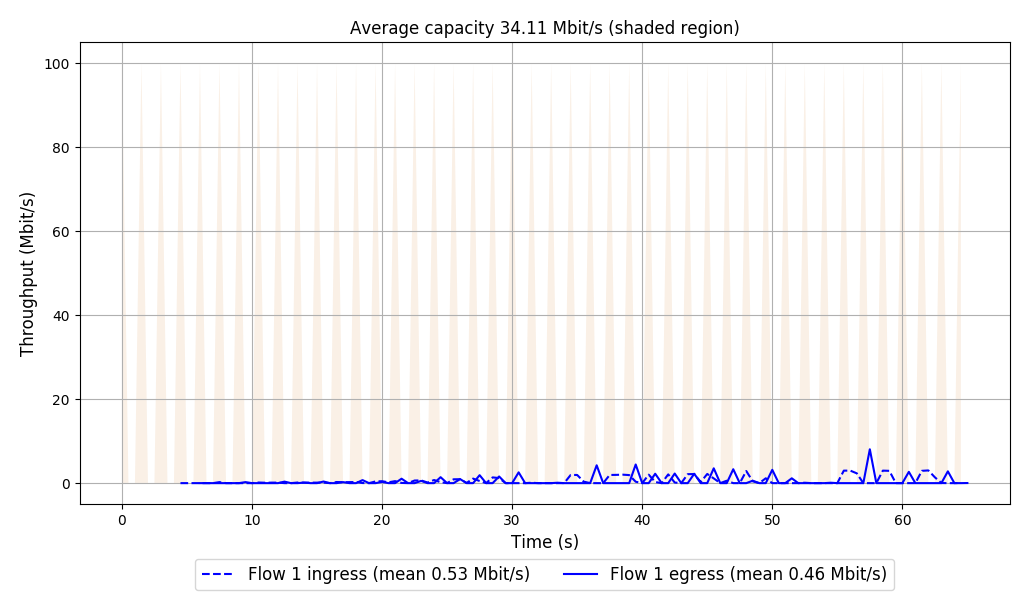 Average capacity 34.11 Mbit/s (shaded region)
100
80
60
40
20
0
Throughput (Mbit/s)
0 10 20 30 40 50 60
Time (s)
Flow 1 ingress (mean 0.53 Mbit/s) Flow 1 egress (mean 0.46 Mbit/s)